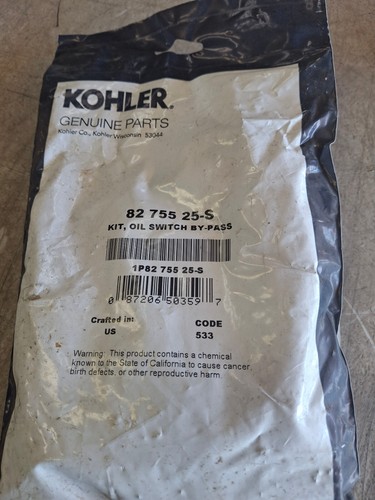 KOHLER.
GENUINE PARTS
Kohler Co., Kohler Wisconsin 53044
82 755 25-S
KIT, OIL SWITCH BY-PASS
1P82 755 25-S
0 87206 50359 7
Crafted in: CODE
US 533
Warning: This product contains a chemical
known to the State of California to cause cancer,
birth defects, or other reproductive harm.